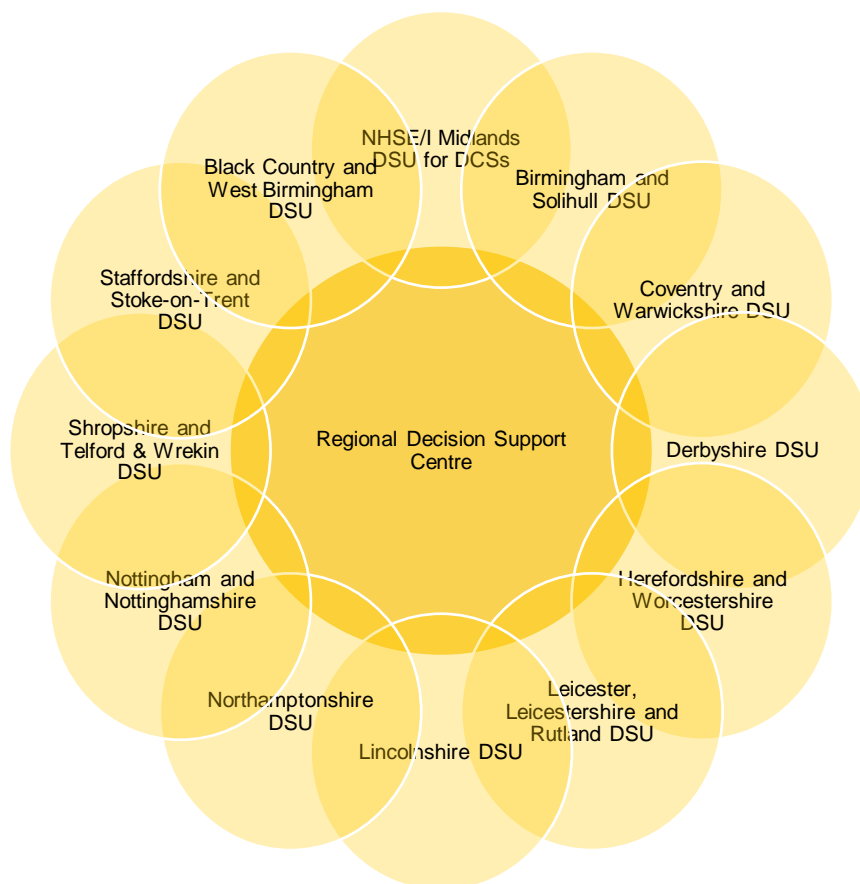 NHSE/I Midlands
DSU for DCSs
Birmingham and
Solihull DSU
Coventry and
Warwickshire DSU
Derbyshire DSU
Herefordshire and
Worcestershire
DSU
Leicester,
Leicestershire and
Rutland DSU
Lincolnshire DSU
Northamptonshire
DSU
Nottingham and
Nottinghamshire
DSU
Shropshire and
Telford & Wrekin
DSU
Staffordshire and
Stoke-on-Trent
DSU
Black Country and
West Birmingham
DSU
Regional Decision Support
Centre